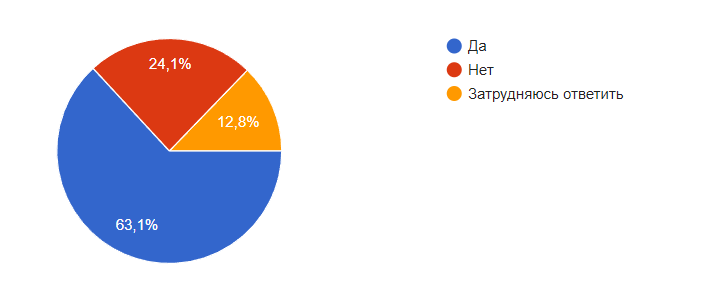 24,1%
12,8%
63,1%
Да
Нет
Затрудняюсь ответить